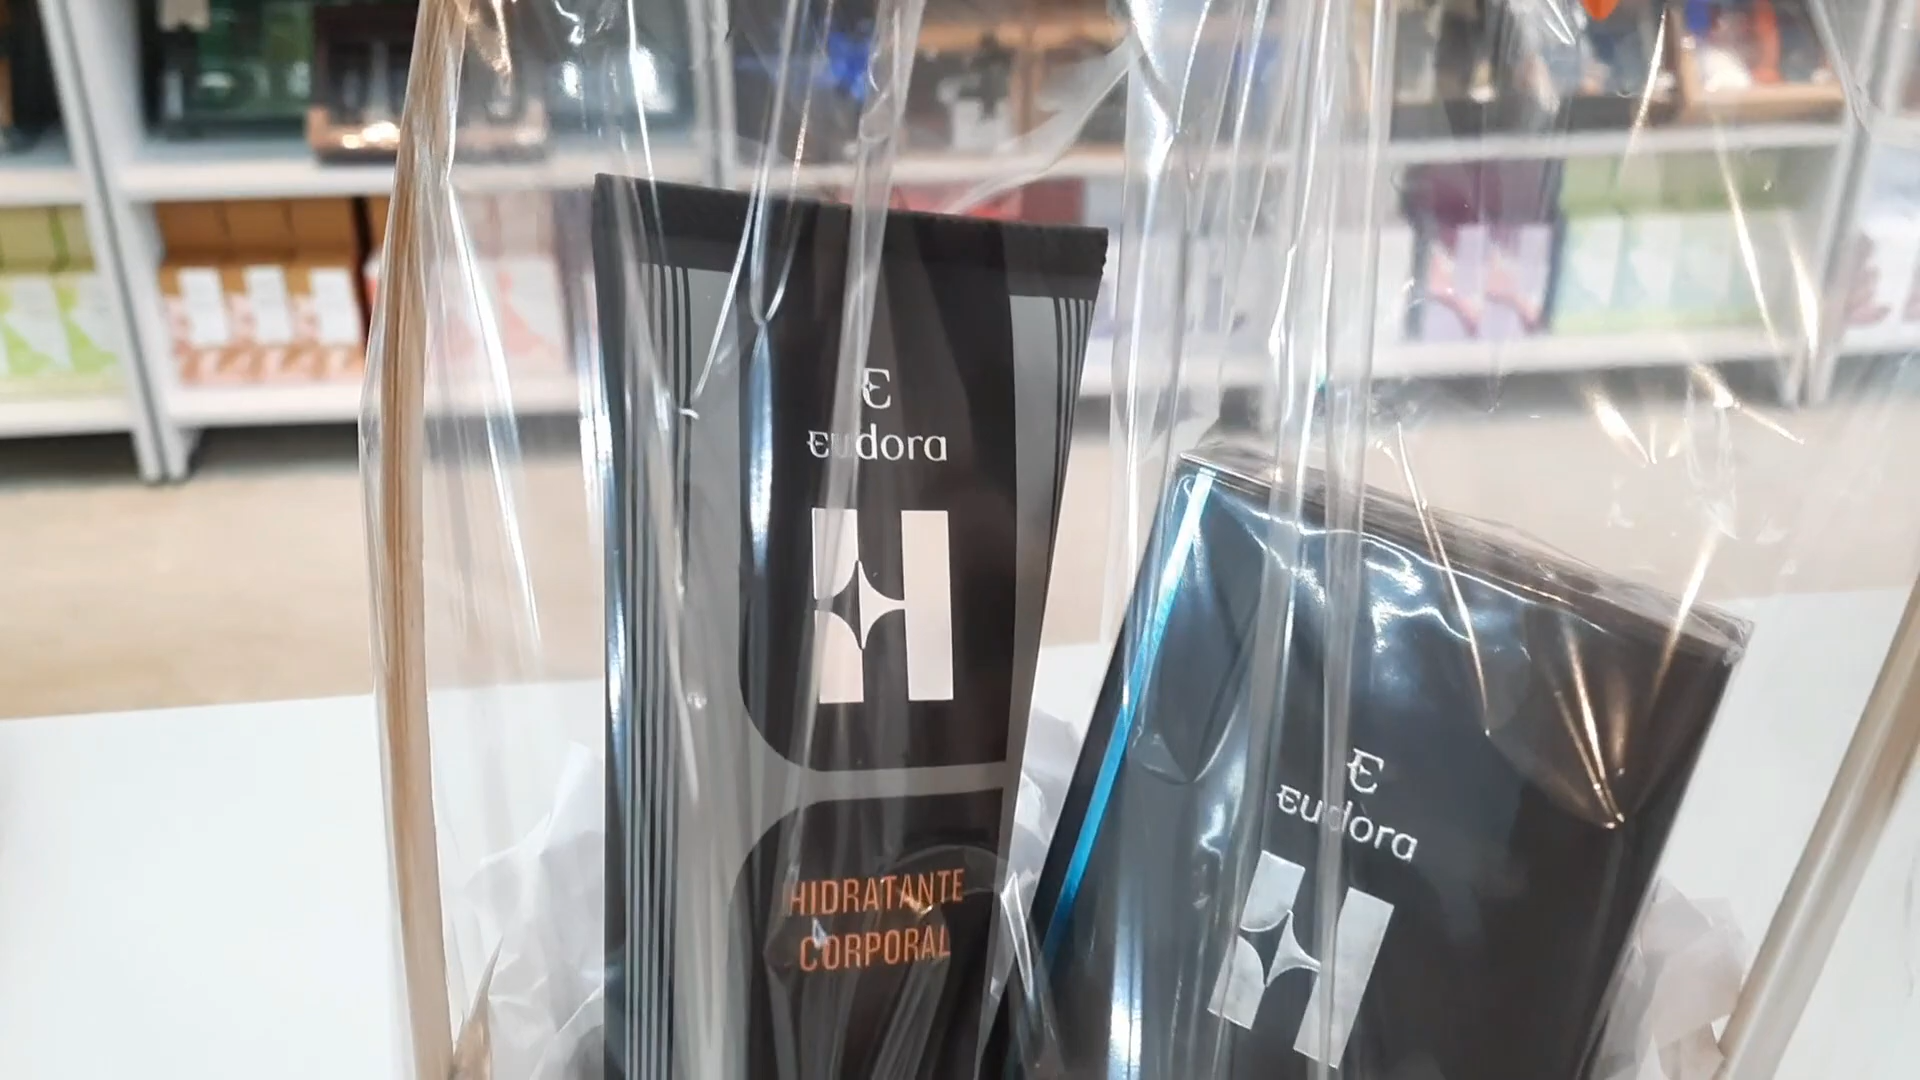 E
eudora
H
HIDRATANTE
CORPORAL
E
eudora
H